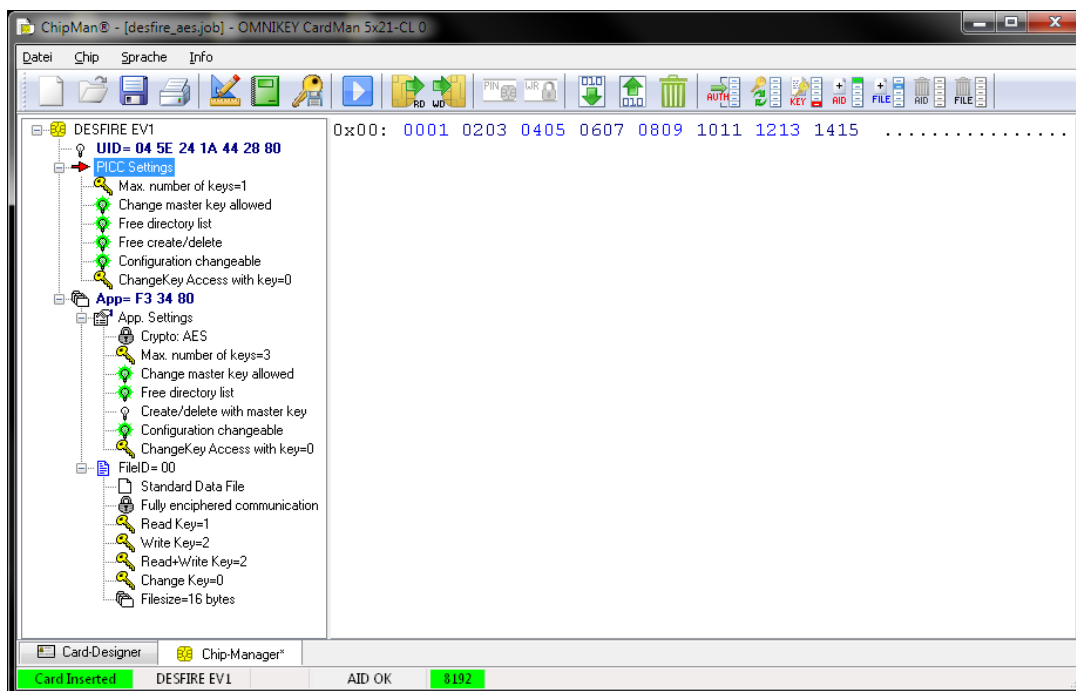 ChipMan® - [desfire_aes.job] - OMNIKEY CardMan 5x21-CL 0
Datei Chip Sprache Info
RD WD PIN WR 010 010 AUTH KEY AID FILE AID FILE
DESFIRE EV1
UID= 04 5E 24 1A 44 28 80
PICC Settings
Max. number of keys=1
Change master key allowed
Free directory list
Free create/delete
Configuration changeable
ChangeKey Access with key=0
App= F3 34 80
App. Settings
Crypto: AES
Max. number of keys=3
Change master key allowed
Free directory list
Create/delete with master key
Configuration changeable
ChangeKey Access with key=0
FileID= 00
Standard Data File
Fully enciphered communication
Read Key=1
Write Key=2
Read+Write Key=2
Change Key=0
Filesize=16 bytes
0x00: 0001 0203 0405 0607 0809 1011 1213 1415 ................
Card-Designer Chip-Manager*
Card Inserted DESFIRE EV1 AID OK 8192